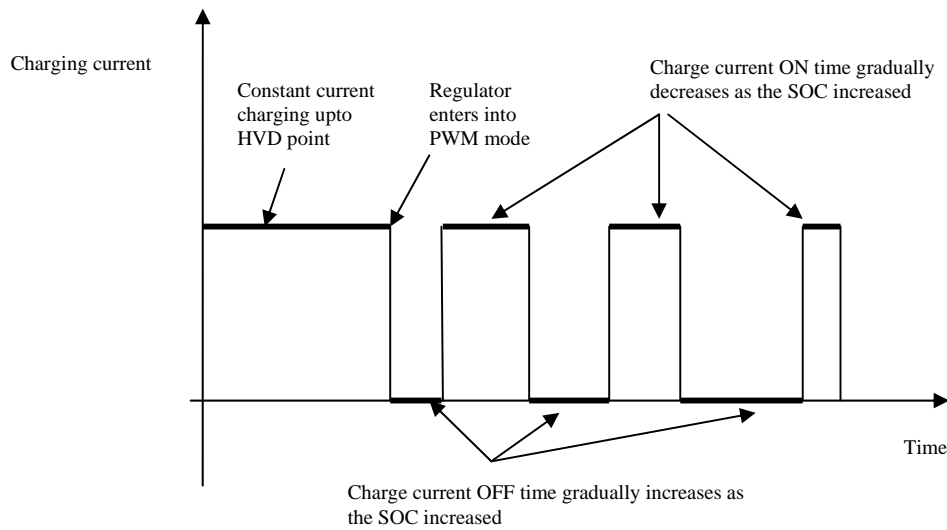 Charging current
Constant current
charging upto
HVD point
Regulator
enters into
PWM mode
Charge current ON time gradually
decreases as the SOC increased
Time
Charge current OFF time gradually increases as
the SOC increased